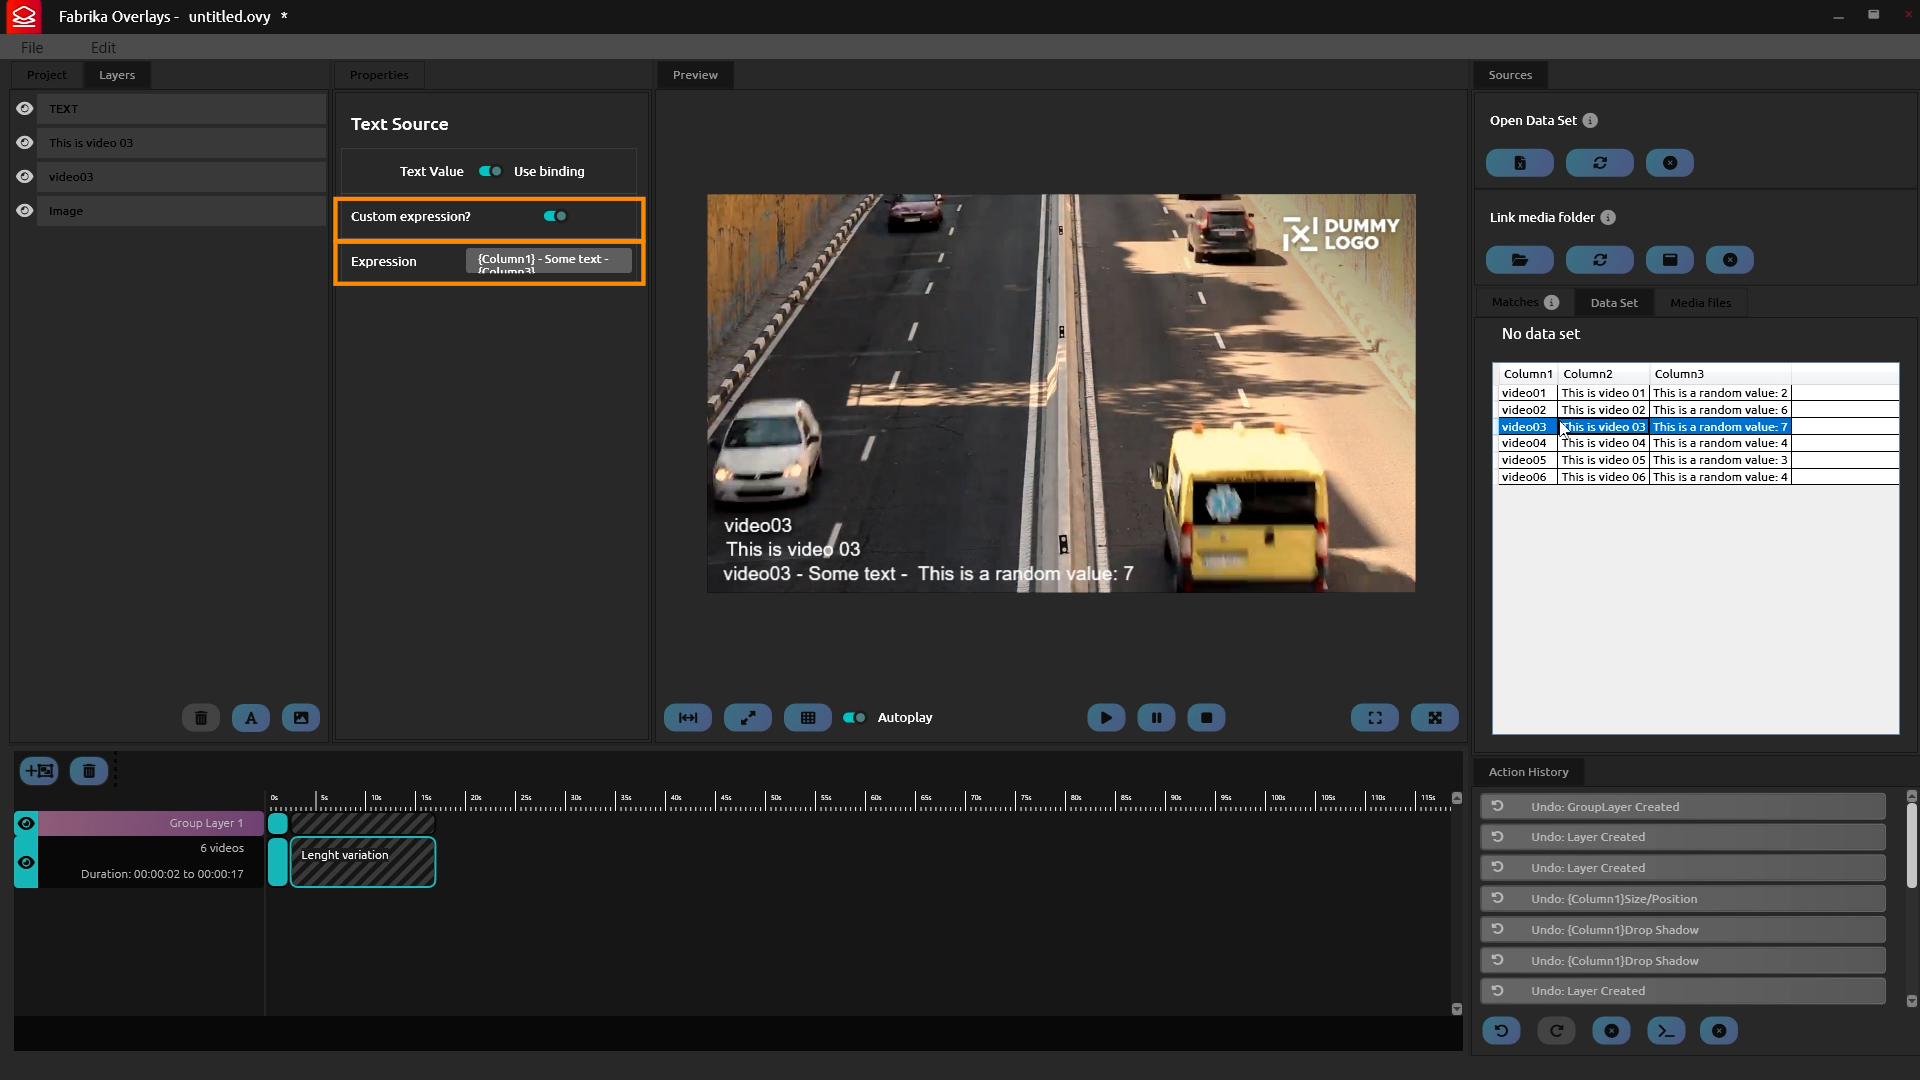 Fabrika Overlays - untitled.ovy *
File Edit
Project Layers
Properties
Preview
Sources
TEXT
This is video 03
video03
Image
Text Source
Text Value Use binding
Custom expression?
Expression
{Column1} - Some text -
{Column3}
DUMMY
LOGO
video03
This is video 03
video03 - Some text - This is a random value: 7
Autoplay
Open Data Set
Link media folder
Matches Data Set Media files
No data set
Column1 Column2 Column3
video01 This is video 01 This is a random value: 2
video02 This is video 02 This is a random value: 6
video03 This is video 03 This is a random value: 7
video04 This is video 04 This is a random value: 4
video05 This is video 05 This is a random value: 3
video06 This is video 06 This is a random value: 4
0s 5s 10s 15s 20s 25s 30s 35s 40s 45s 50s 55s 60s 65s 70s 75s 80s 85s 90s 95s 100s 105s 110s 115s
Group Layer 1
6 videos
Duration: 00:00:02 to 00:00:17
Lenght variation
Action History
Undo: GroupLayer Created
Undo: Layer Created
Undo: Layer Created
Undo: {Column1}Size/Position
Undo: {Column1}Drop Shadow
Undo: {Column1}Drop Shadow
Undo: Layer Created